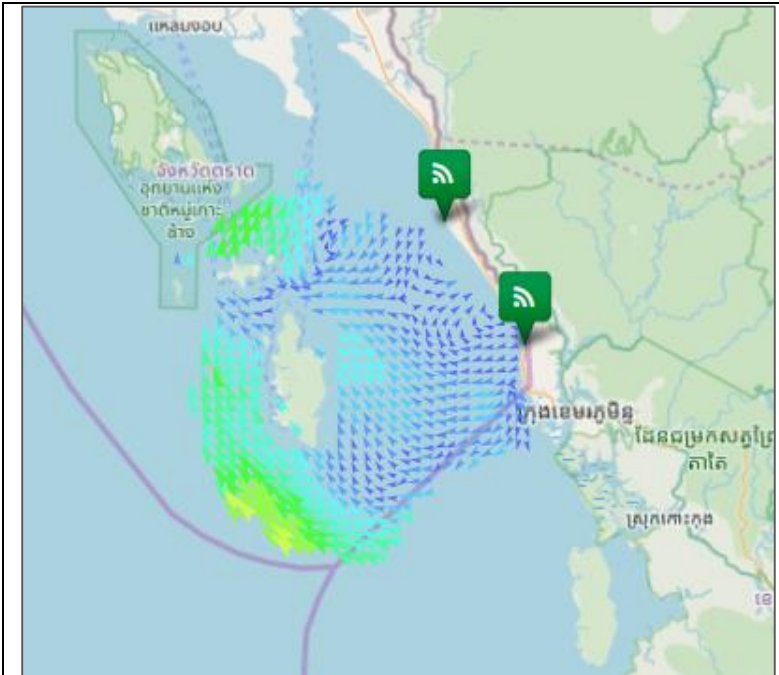 แหลมงอบ
จังหวัดตราด
อุทยานแห่ง
ชาติหมู่เกาะ
ช้าง
ក្រុងខេមរភូមិន្ទ
ដែនជម្រកសត្វព្រៃ
តាតៃ
ស្រុកកោះកុង